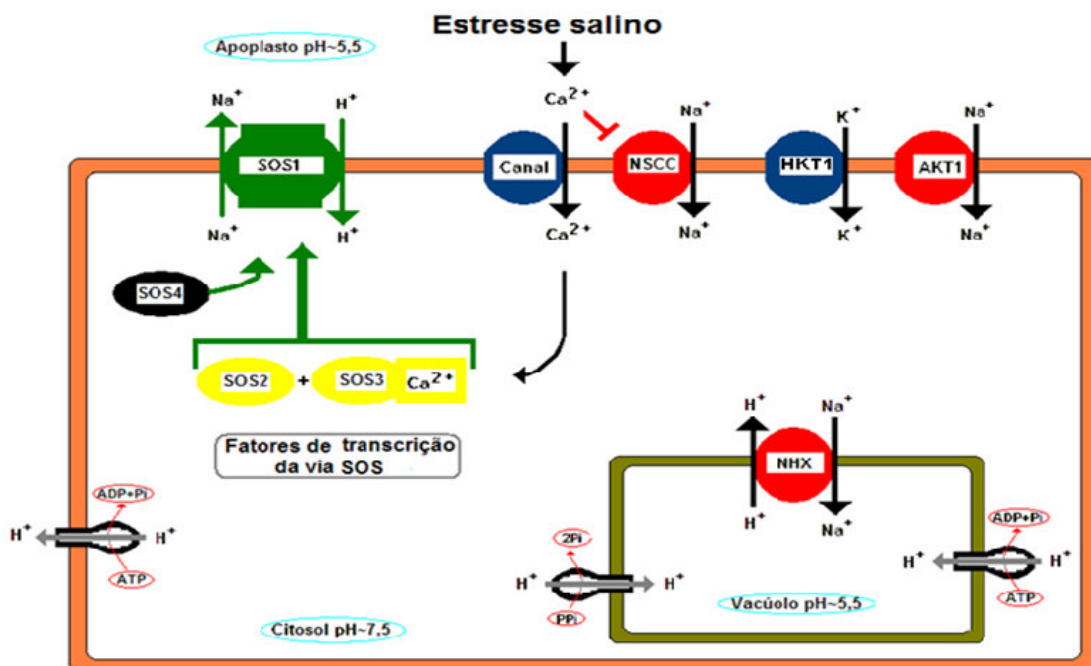 Estresse salino
Apoplasto pH~5,5
Na⁺ H⁺
Ca²⁺ Na⁺ K⁺ Na⁺
SOS1 Canal NSCC HKT1 AKT1
Na⁺ H⁺ Ca²⁺ Na⁺ K⁺ Na⁺
SOS4
SOS2 + SOS3 Ca²⁺
Fatores de transcrição
da via SOS
H⁺ Na⁺
NHX
H⁺ Na⁺
ADP+Pi
H⁺ H⁺
ATP
2Pi
H⁺ H⁺
PPi
ADP+Pi
H⁺ H⁺
ATP
Vacúolo pH~5,5
Citosol pH~7,5